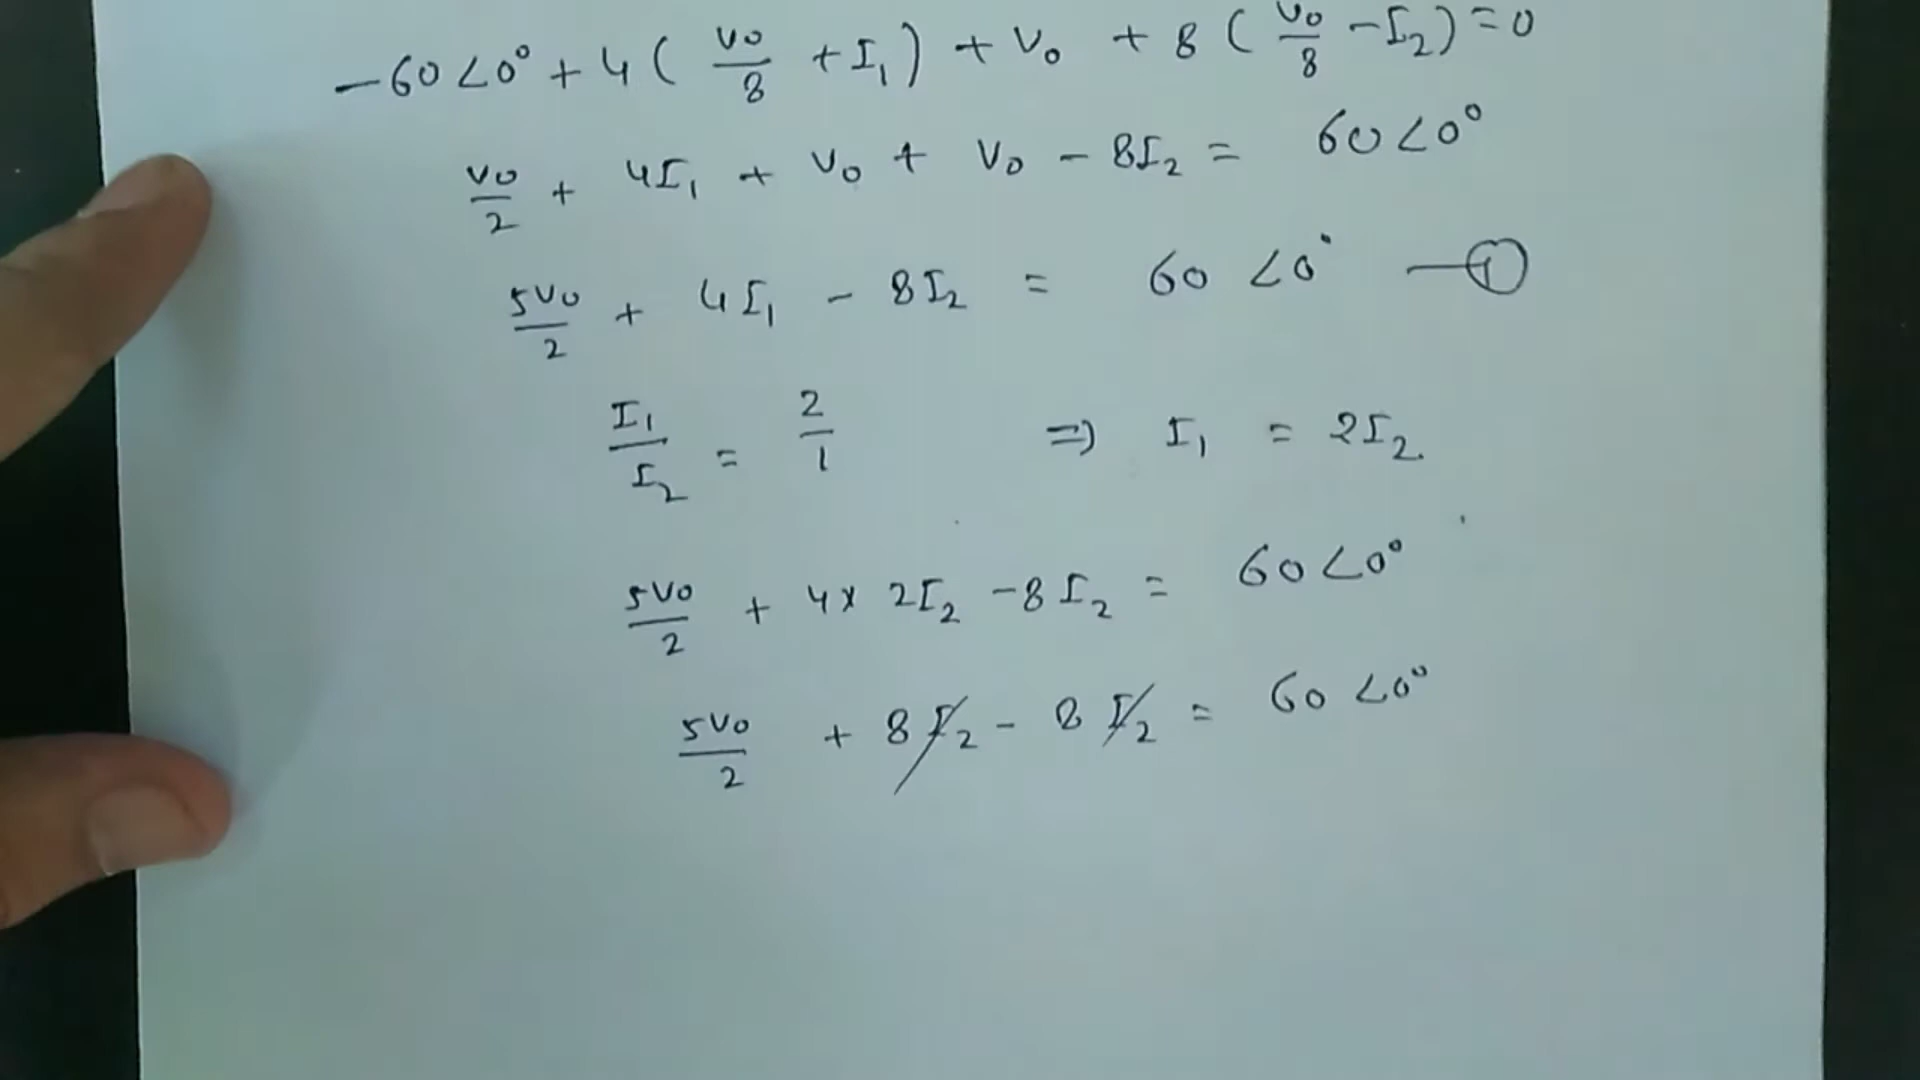 -60∠0° + 4(V₀/8 + I₁) + V₀ + 8(V₀/8 - I₂) = 0
V₀/2 + 4I₁ + V₀ + V₀ - 8I₂ = 60∠0°
5V₀/2 + 4I₁ - 8I₂ = 60∠0° —①
I₁/I₂ = 2/1 ⇒ I₁ = 2I₂.
5V₀/2 + 4× 2I₂ - 8I₂ = 60∠0°
5V₀/2 + 8I₂ - 8I₂ = 60∠0°